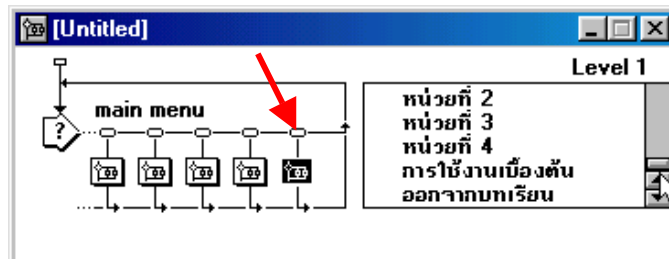 [Untitled]
Level 1
main menu
?
หน่วยที่ 2
หน่วยที่ 3
หน่วยที่ 4
การใช้งานเบื้องต้น
ออกจากบทเรียน